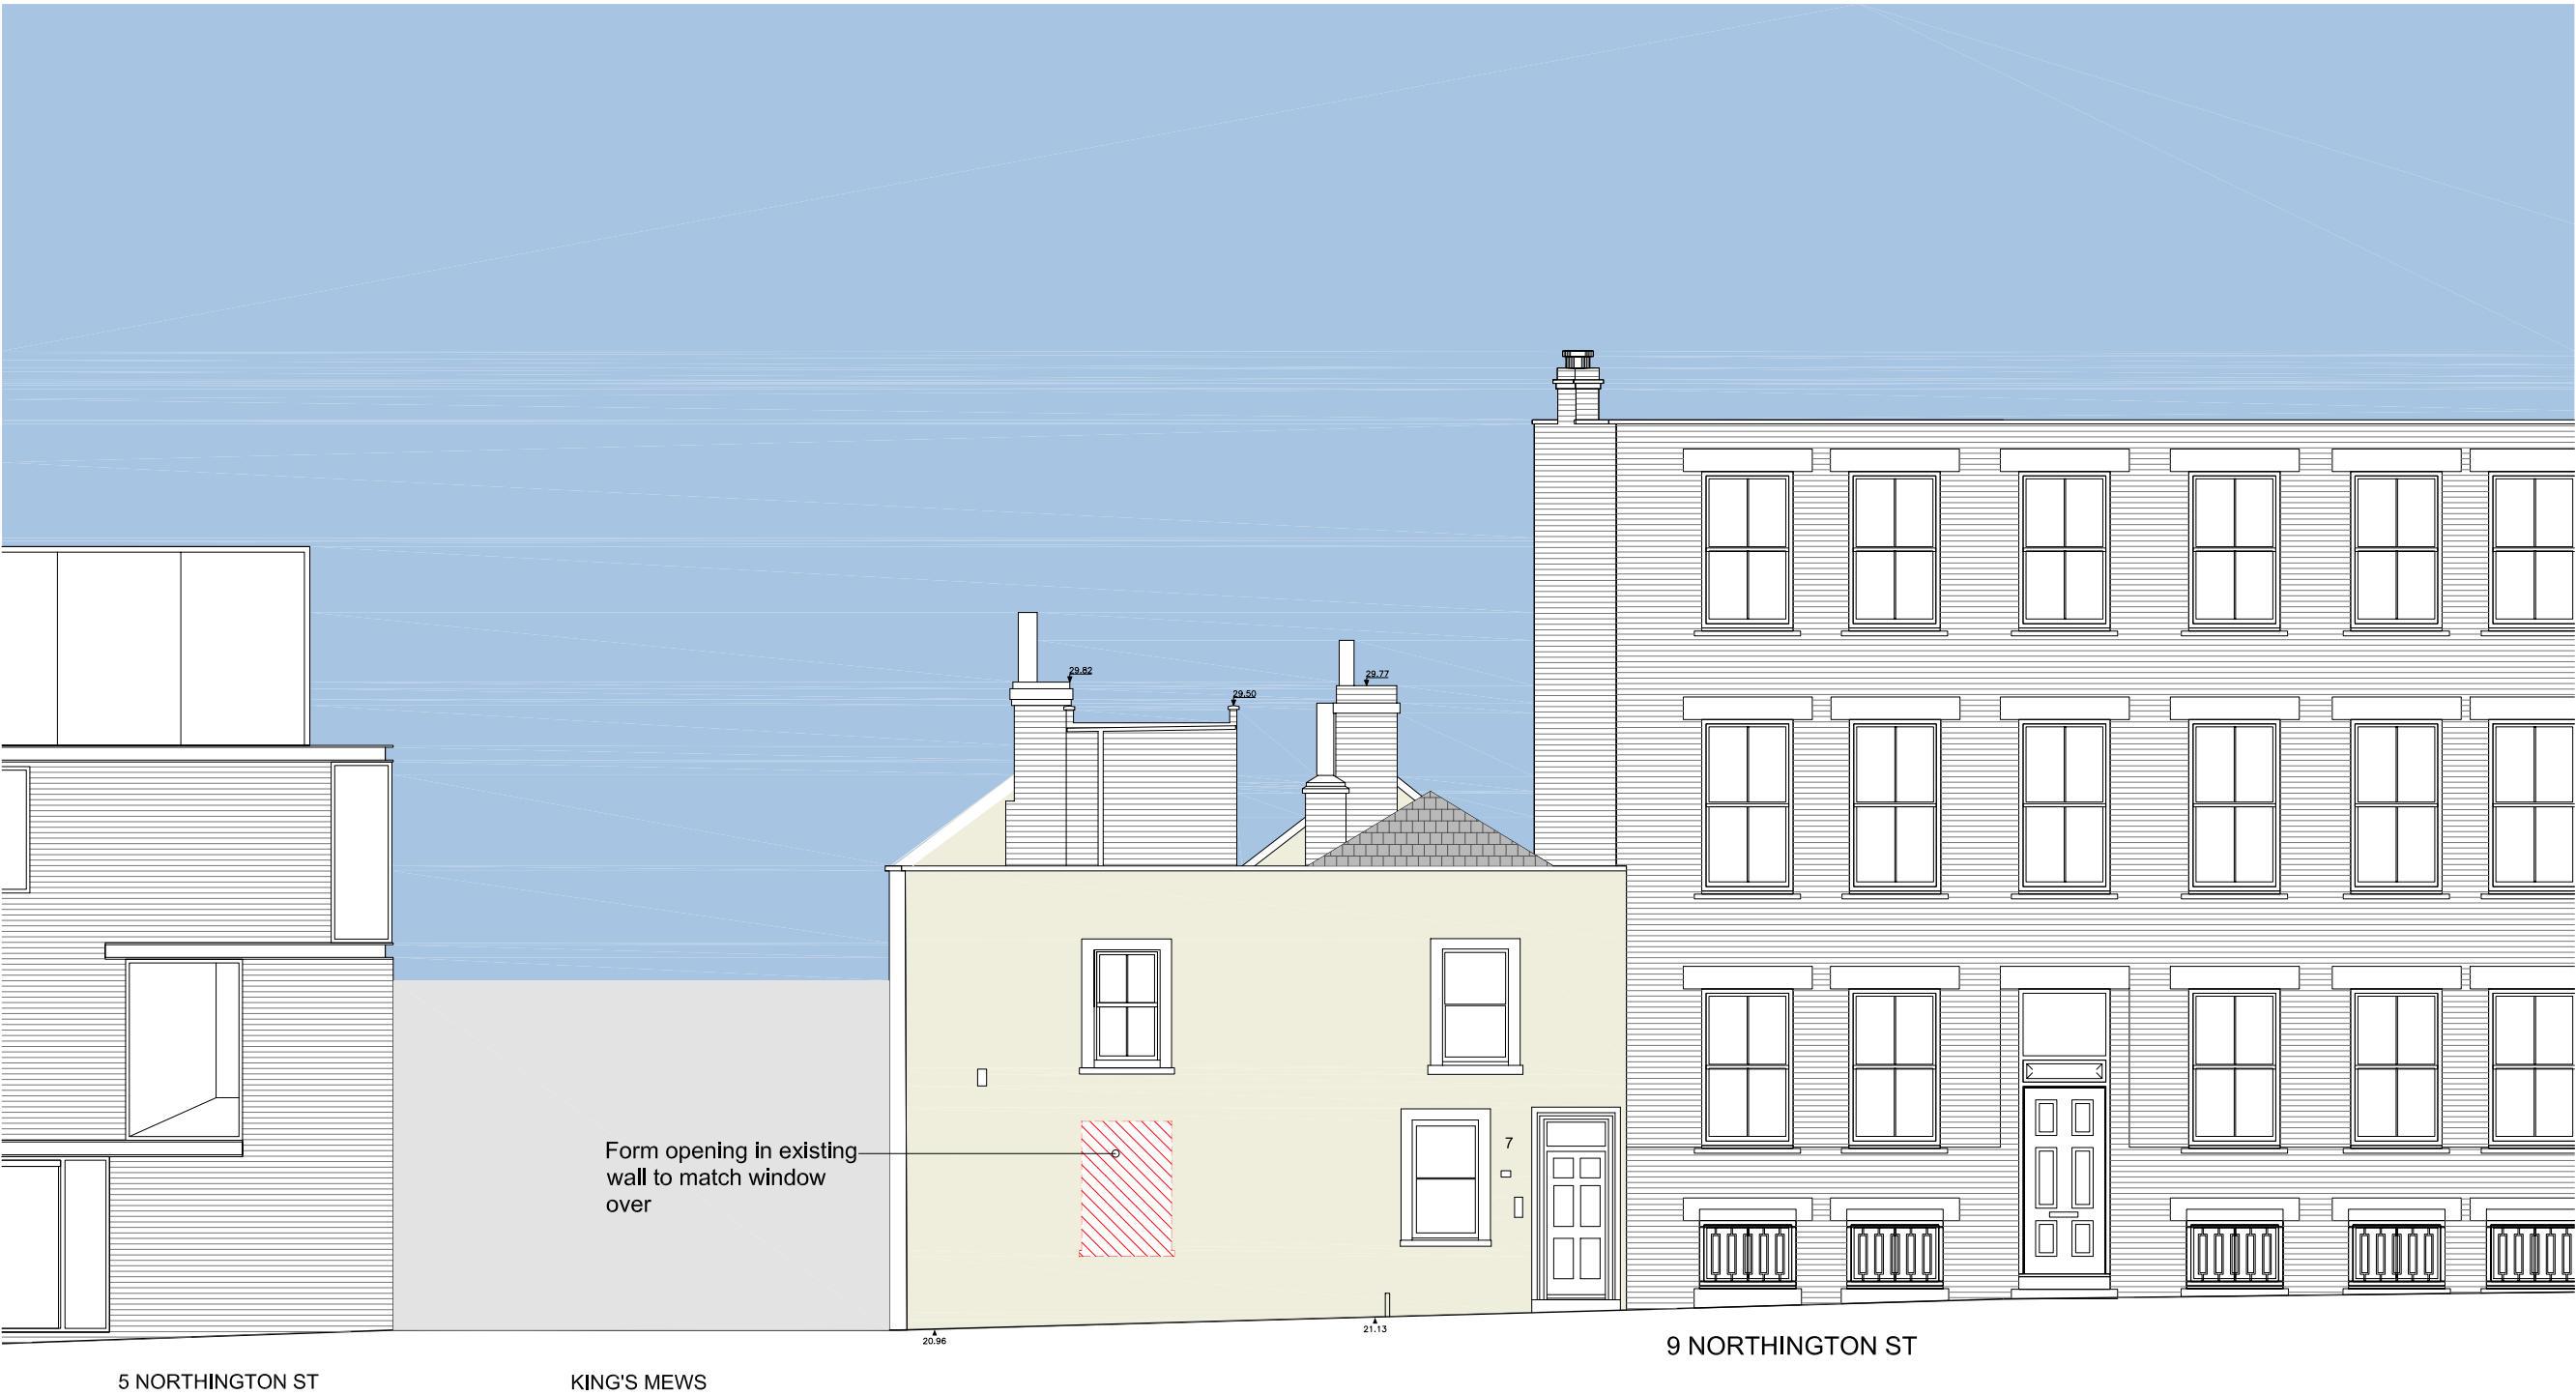 29.82
29.50
29.77
Form opening in existing
wall to match window
over
7
20.96
21.13
9 NORTHINGTON ST
5 NORTHINGTON ST
KING'S MEWS